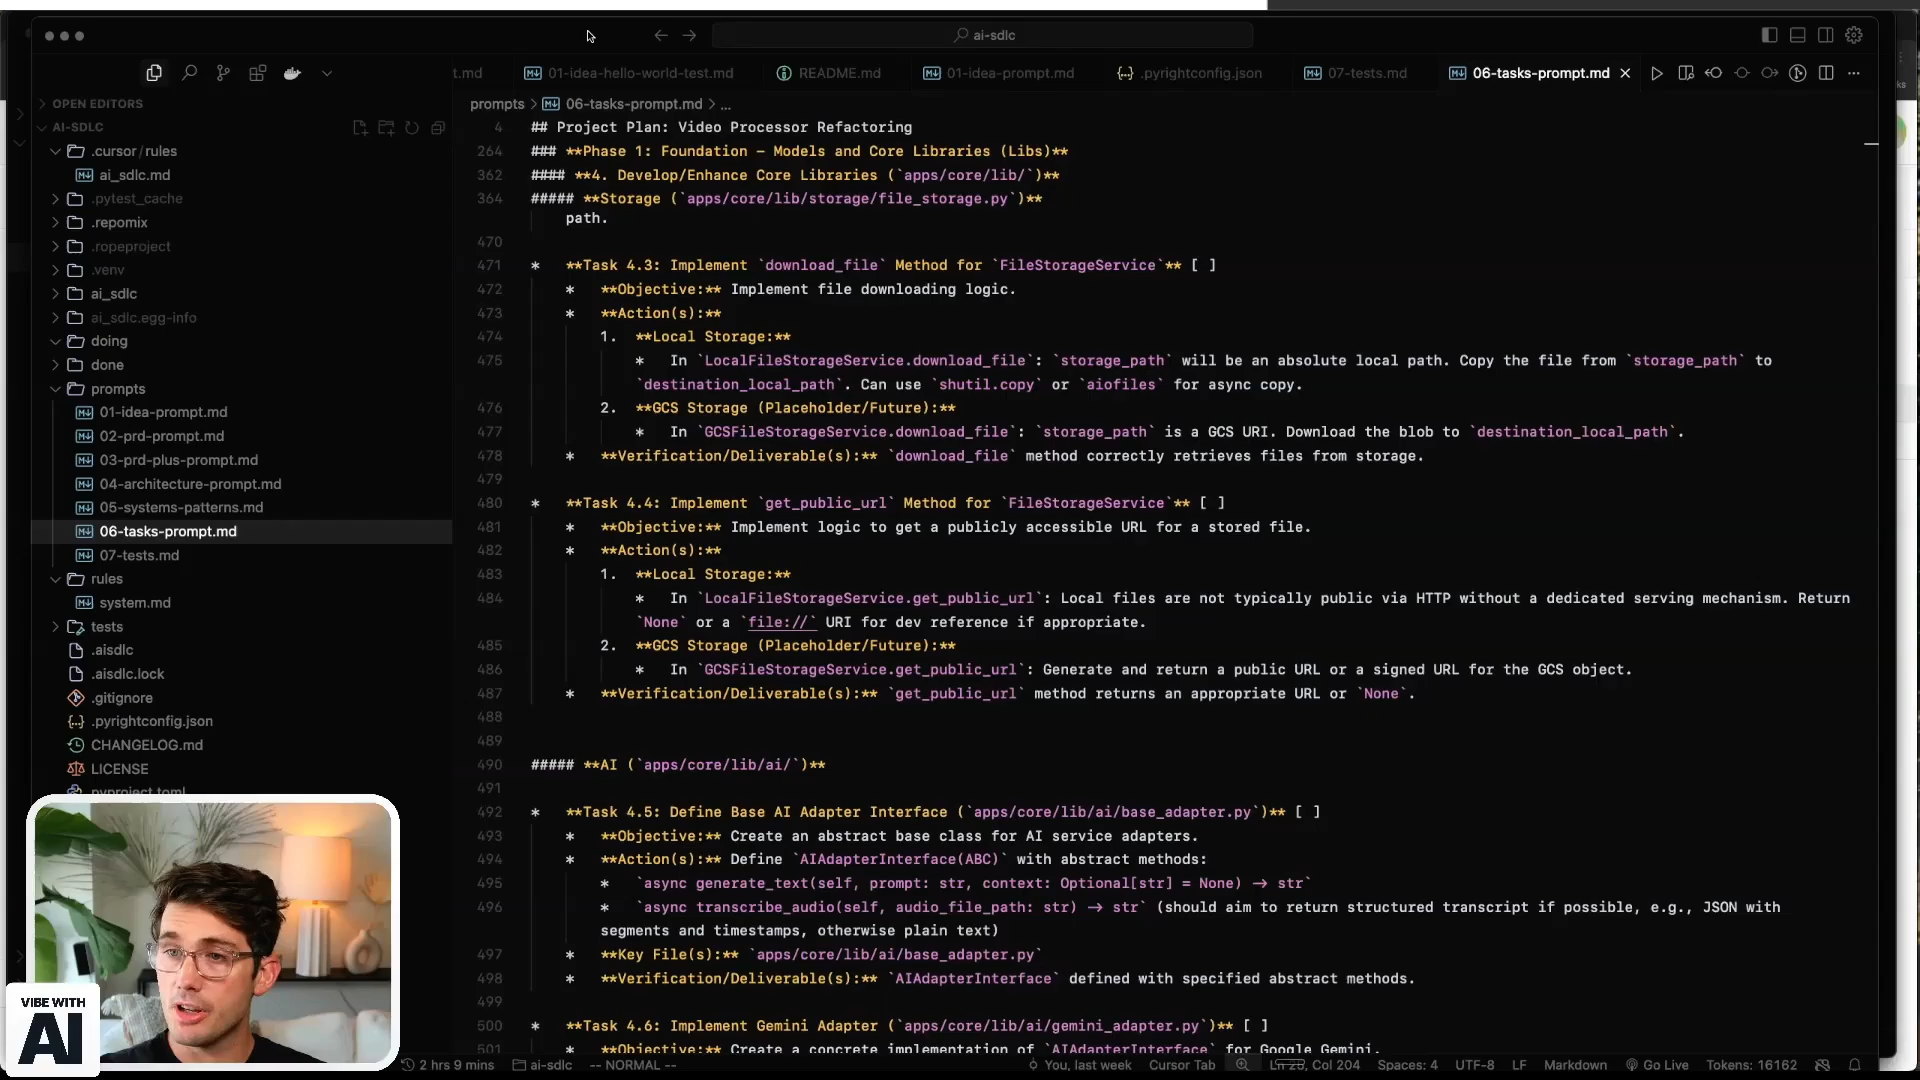 ai-sdlc
t.md
01-idea-hello-world-test.md
README.md
01-idea-prompt.md
.pyrightconfig.json
07-tests.md
06-tasks-prompt.md
OPEN EDITORS
AI-SDLC
.cursor/rules
ai_sdlc.md
.pytest_cache
.repomix
.ropeproject
.venv
ai_sdlc
ai_sdlc.egg-info
doing
done
prompts
01-idea-prompt.md
02-prd-prompt.md
03-prd-plus-prompt.md
04-architecture-prompt.md
05-systems-patterns.md
06-tasks-prompt.md
07-tests.md
rules
system.md
tests
.aisdlc
.aisdlc.lock
.gitignore
.pyrightconfig.json
CHANGELOG.md
LICENSE
pyproject.toml
prompts > 06-tasks-prompt.md > ...
4 ## Project Plan: Video Processor Refactoring
264 ### **Phase 1: Foundation – Models and Core Libraries (Libs)**
362 #### **4. Develop/Enhance Core Libraries (`apps/core/lib/`)**
364 ##### **Storage (`apps/core/lib/storage/file_storage.py`)**
path.
470
471 * **Task 4.3: Implement `download_file` Method for `FileStorageService`** [ ]
472 * **Objective:** Implement file downloading logic.
473 * **Action(s):**
474 1. **Local Storage:**
475 * In `LocalFileStorageService.download_file`: `storage_path` will be an absolute local path. Copy the file from `storage_path` to
`destination_local_path`. Can use `shutil.copy` or `aiofiles` for async copy.
476 2. **GCS Storage (Placeholder/Future):**
477 * In `GCSFileStorageService.download_file`: `storage_path` is a GCS URI. Download the blob to `destination_local_path`.
478 * **Verification/Deliverable(s):** `download_file` method correctly retrieves files from storage.
479
480 * **Task 4.4: Implement `get_public_url` Method for `FileStorageService`** [ ]
481 * **Objective:** Implement logic to get a publicly accessible URL for a stored file.
482 * **Action(s):**
483 1. **Local Storage:**
484 * In `LocalFileStorageService.get_public_url`: Local files are not typically public via HTTP without a dedicated serving mechanism. Return
`None` or a `file://` URI for dev reference if appropriate.
485 2. **GCS Storage (Placeholder/Future):**
486 * In `GCSFileStorageService.get_public_url`: Generate and return a public URL or a signed URL for the GCS object.
487 * **Verification/Deliverable(s):** `get_public_url` method returns an appropriate URL or `None`.
488
489
490 ##### **AI (`apps/core/lib/ai/`)**
491
492 * **Task 4.5: Define Base AI Adapter Interface (`apps/core/lib/ai/base_adapter.py`)** [ ]
493 * **Objective:** Create an abstract base class for AI service adapters.
494 * **Action(s):** Define `AIAdapterInterface(ABC)` with abstract methods:
495 * `async generate_text(self, prompt: str, context: Optional[str] = None) -> str`
496 * `async transcribe_audio(self, audio_file_path: str) -> str` (should aim to return structured transcript if possible, e.g., JSON with
segments and timestamps, otherwise plain text)
497 * **Key File(s):** `apps/core/lib/ai/base_adapter.py`
498 * **Verification/Deliverable(s):** `AIAdapterInterface` defined with specified abstract methods.
499
500 * **Task 4.6: Implement Gemini Adapter (`apps/core/lib/ai/gemini_adapter.py`)** [ ]
501 * **Objective:** Create a concrete implementation of `AIAdapterInterface` for Google Gemini.
VIBE WITH
AI
2 hrs 9 mins
ai-sdlc
-- NORMAL --
You, last week
Cursor Tab
Col 204
Spaces: 4
UTF-8
LF
Markdown
Go Live
Tokens: 16162